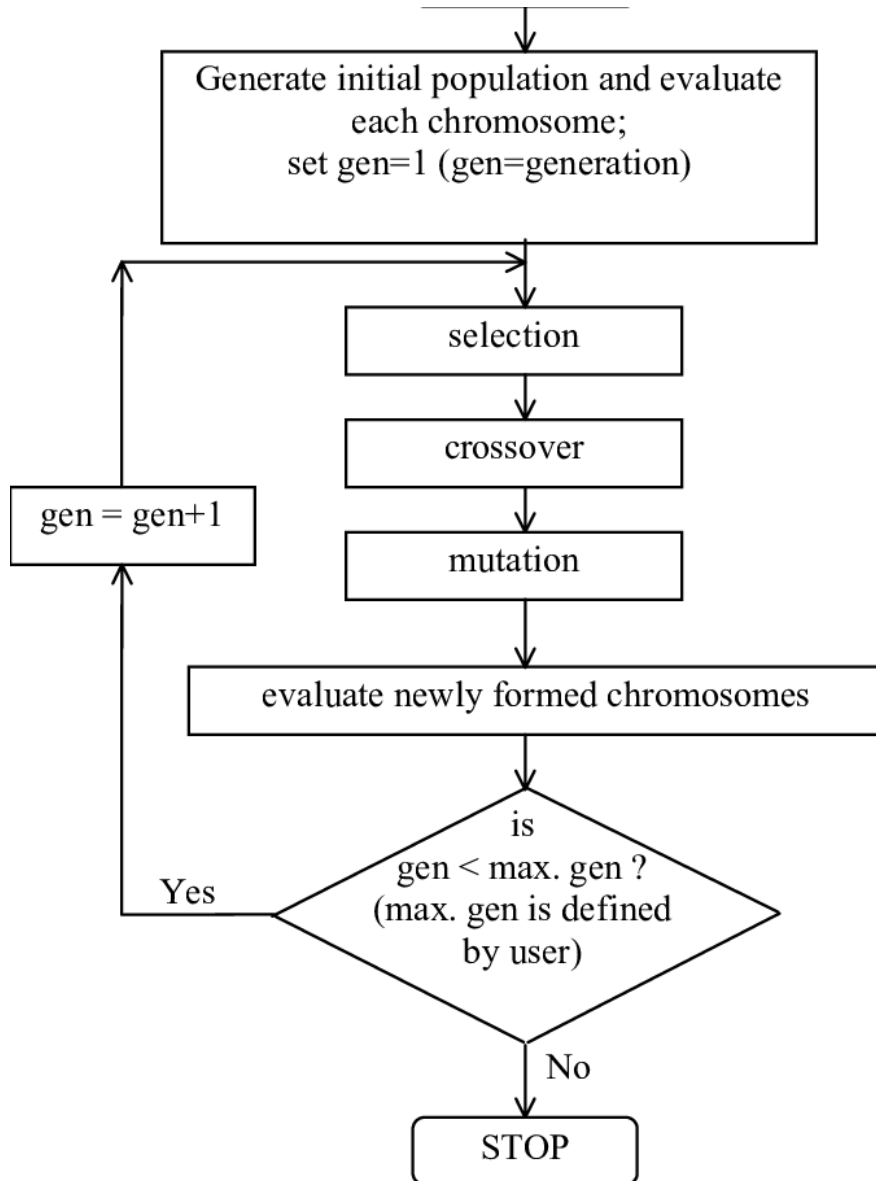 Generate initial population and evaluate
each chromosome;
set gen=1 (gen=generation)
selection
crossover
gen = gen+1
mutation
evaluate newly formed chromosomes
is
gen < max. gen ?
(max. gen is defined
by user)
Yes
No
STOP